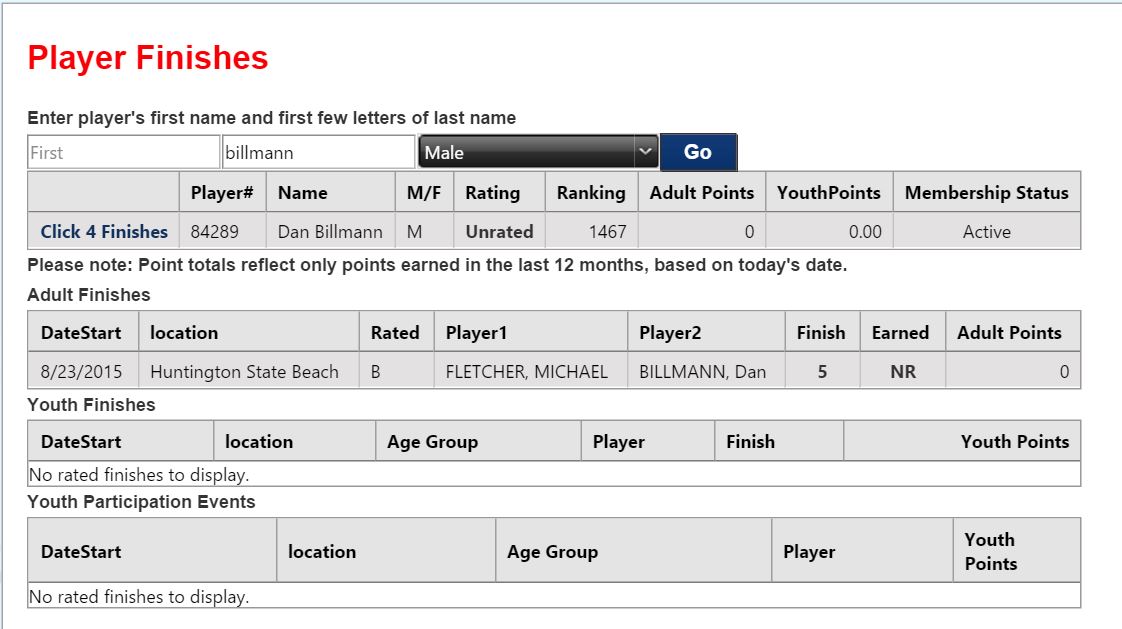 Player Finishes
Enter player's first name and first few letters of last name
First billmann Male Go
Player# Name M/F Rating Ranking Adult Points YouthPoints Membership Status
Click 4 Finishes 84289 Dan Billmann M Unrated 1467 0 0.00 Active
Please note: Point totals reflect only points earned in the last 12 months, based on today's date.
Adult Finishes
DateStart location Rated Player1 Player2 Finish Earned Adult Points
8/23/2015 Huntington State Beach B FLETCHER, MICHAEL BILLMANN, Dan 5 NR 0
Youth Finishes
DateStart location Age Group Player Finish Youth Points
No rated finishes to display.
Youth Participation Events
DateStart location Age Group Player Youth Points
No rated finishes to display.